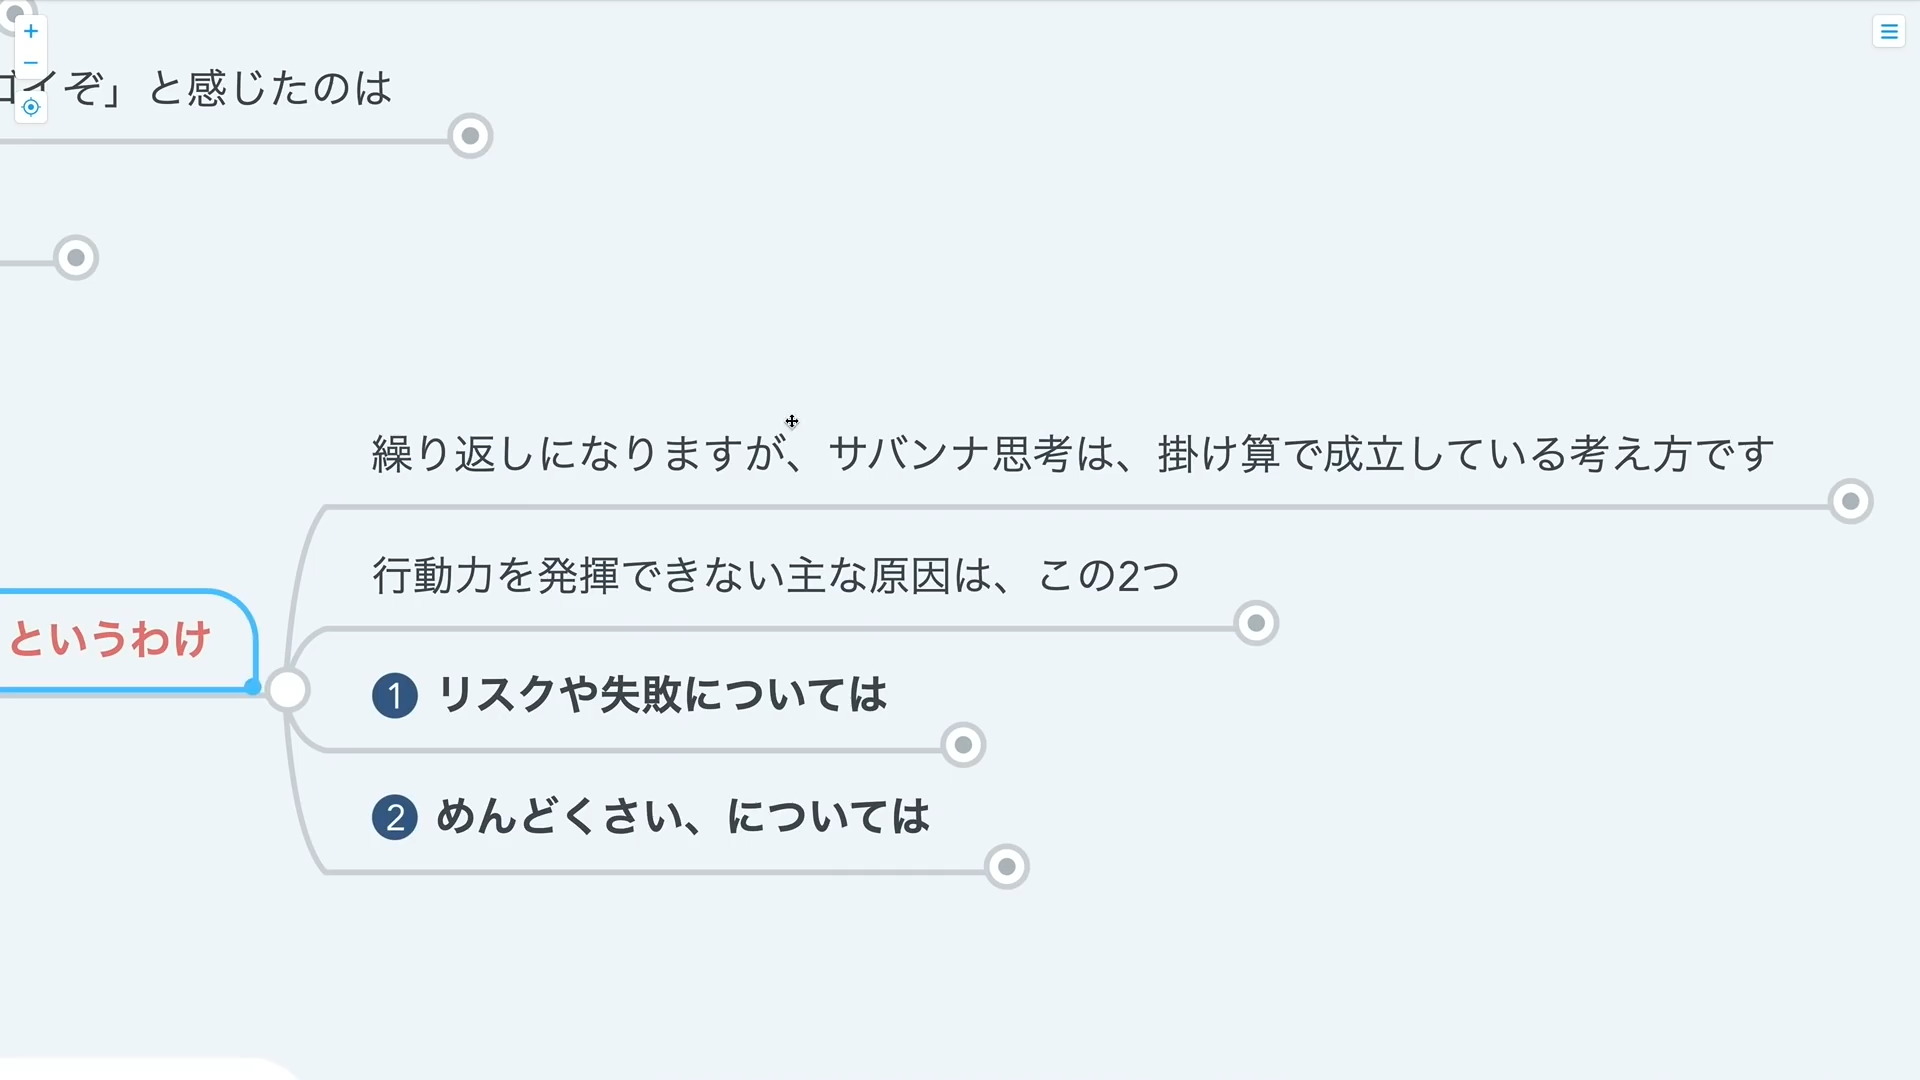 イぞ」と感じたのは
繰り返しになりますが、サバンナ思考は、掛け算で成立している考え方です
行動力を発揮できない主な原因は、この2つ
というわけ
1 リスクや失敗については
2 めんどくさい、については